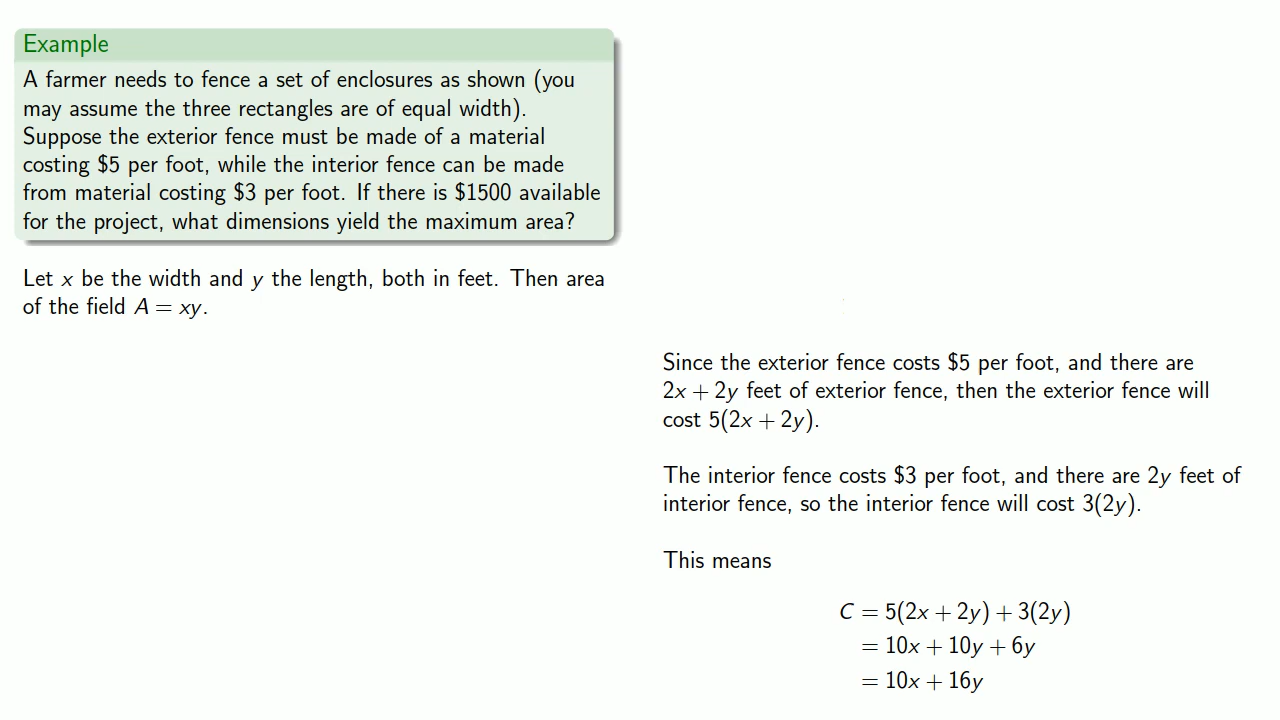 Example
A farmer needs to fence a set of enclosures as shown (you
may assume the three rectangles are of equal width).
Suppose the exterior fence must be made of a material
costing $5 per foot, while the interior fence can be made
from material costing $3 per foot. If there is $1500 available
for the project, what dimensions yield the maximum area?
Let x be the width and y the length, both in feet. Then area
of the field A = xy.
Since the exterior fence costs $5 per foot, and there are
2x + 2y feet of exterior fence, then the exterior fence will
cost 5(2x + 2y).
The interior fence costs $3 per foot, and there are 2y feet of
interior fence, so the interior fence will cost 3(2y).
This means
C = 5(2x + 2y) + 3(2y)
= 10x + 10y + 6y
= 10x + 16y